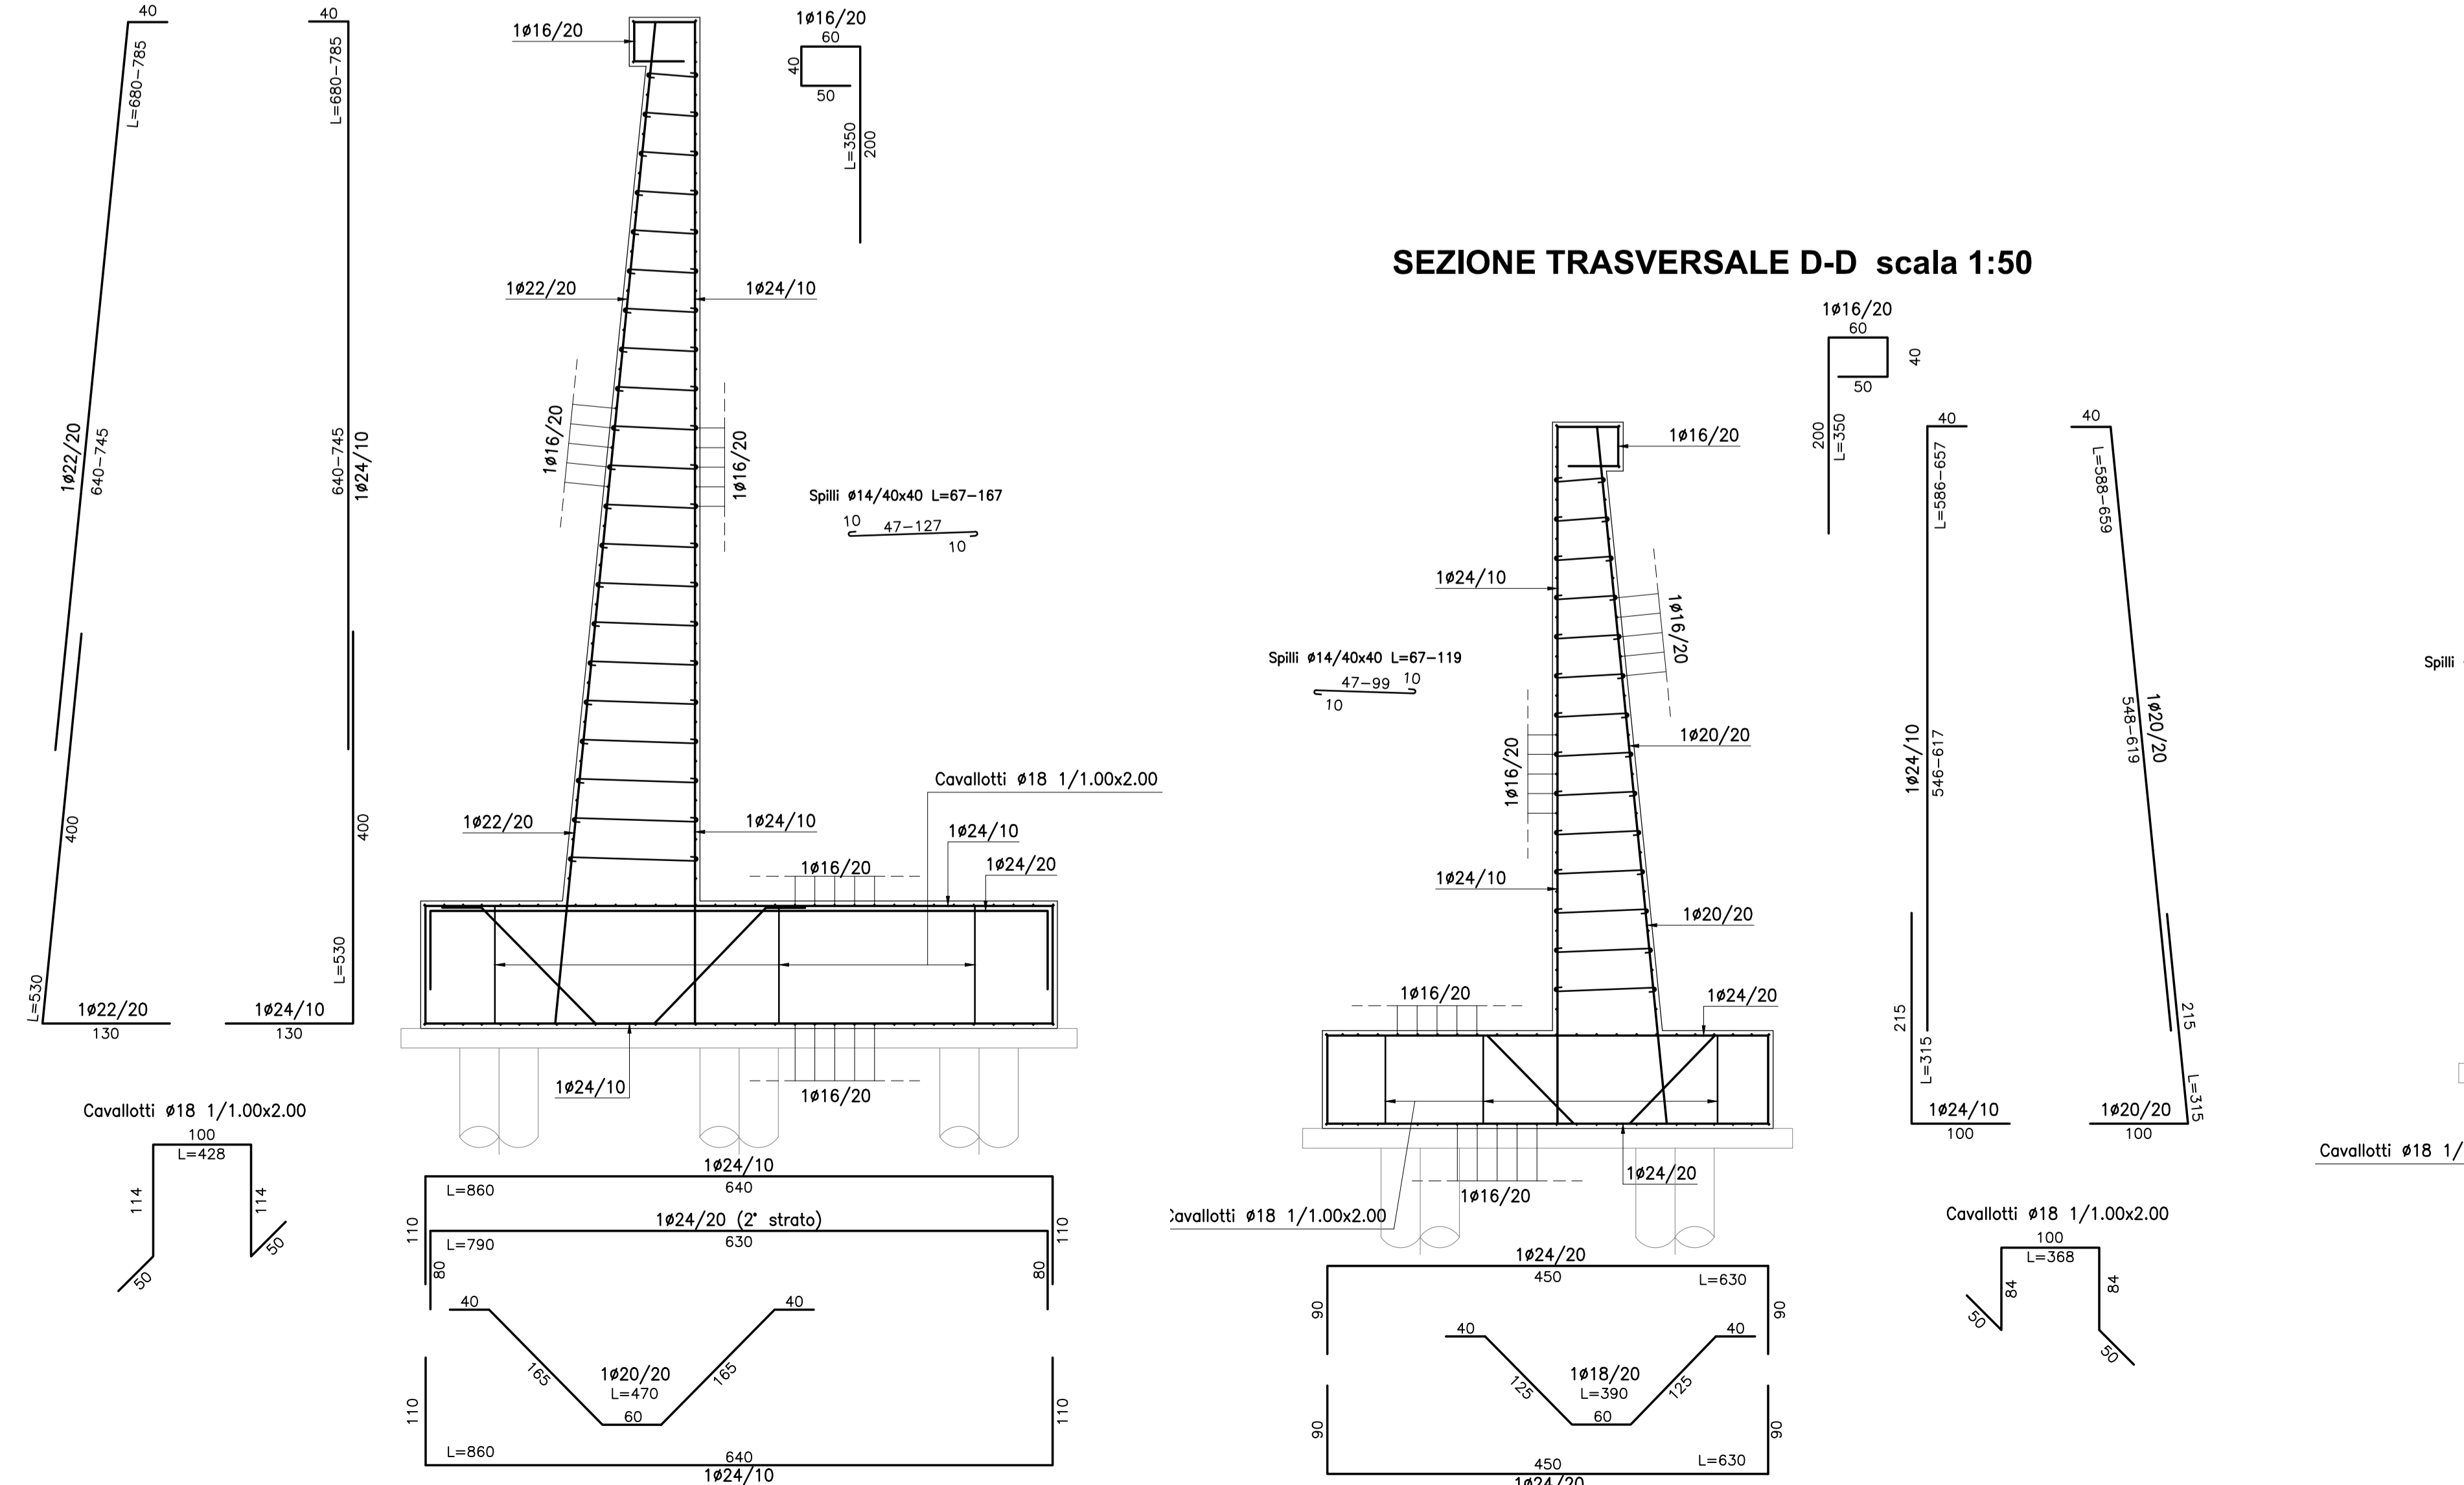 40
L=680-785
1ø22/20
640-745
400
L=530
1ø22/20
130
40
L=680-785
640-745
1ø24/10
400
L=530
1ø24/10
130
1ø16/20
1ø16/20
60
40
50
L=350
200
1ø22/20
1ø24/10
1ø16/20
1ø16/20
Spilli ø14/40x40 L=67-167
10
47-127
10
Cavallotti ø18 1/1.00x2.00
1ø22/20
1ø24/10
1ø24/10
1ø16/20
1ø24/20
1ø24/10
1ø16/20
Cavallotti ø18 1/1.00x2.00
100
L=428
114
114
50
50
1ø24/10
L=860
640
110
110
1ø24/20 (2° strato)
L=790
630
80
80
40
40
165
165
1ø20/20
L=470
60
110
110
L=860
640
1ø24/10
SEZIONE TRASVERSALE D-D scala 1:50
1ø16/20
60
40
50
200
L=350
1ø16/20
1ø24/10
1ø16/20
Spilli ø14/40x40 L=67-119
47-99
10
10
1ø20/20
1ø16/20
1ø24/10
1ø20/20
1ø16/20
1ø24/20
1ø24/20
1ø16/20
avallotti ø18 1/1.00x2.00
40
L=586-657
1ø24/10
546-617
215
L=315
1ø24/10
100
40
L=588-659
1ø20/20
548-619
215
L=315
1ø20/20
100
1ø24/20
450
L=630
90
90
40
40
125
125
1ø18/20
L=390
60
90
90
450
L=630
1ø24/20
Cavallotti ø18 1/1.00x2.00
100
L=368
84
84
50
50
Spilli
Cavallotti ø18 1/